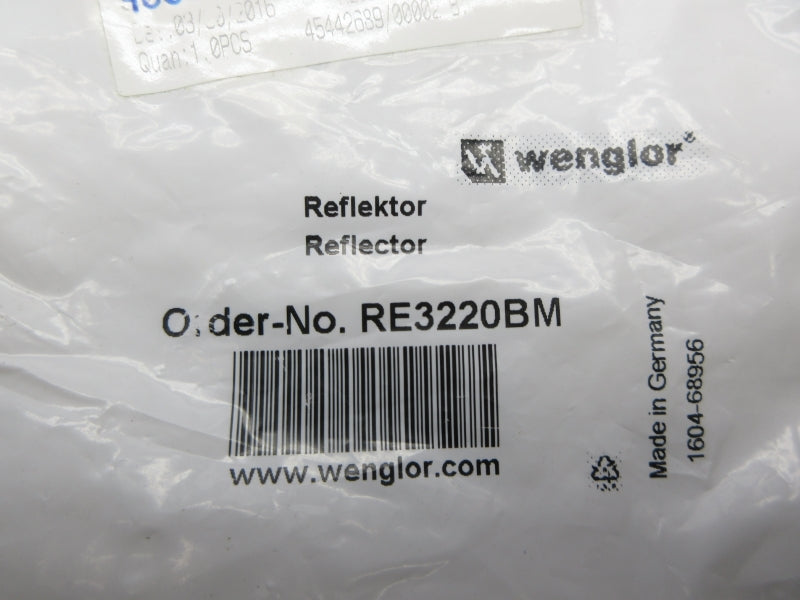 Quan:1.0PCS
wenglor®
Reflektor
Reflector
Order-No. RE3220BM
www.wenglor.com
Made in Germany
1604-68956